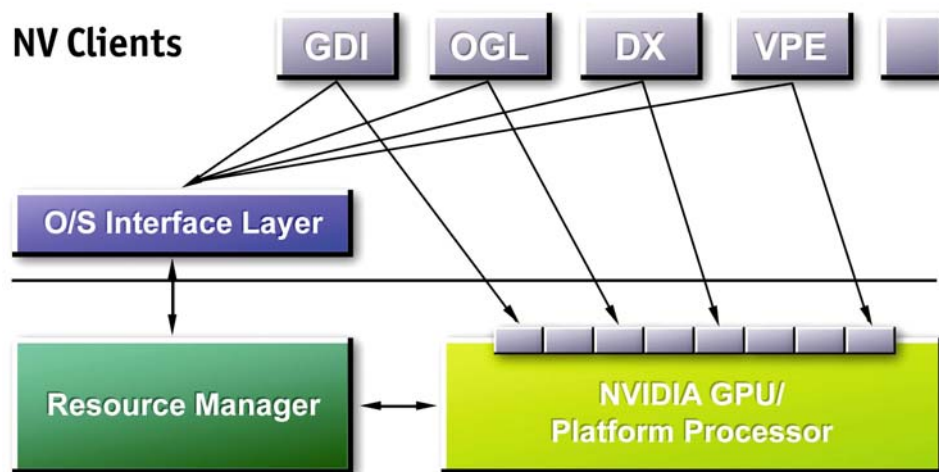 NV Clients
GDI
OGL
DX
VPE
O/S Interface Layer
Resource Manager
NVIDIA GPU/
Platform Processor